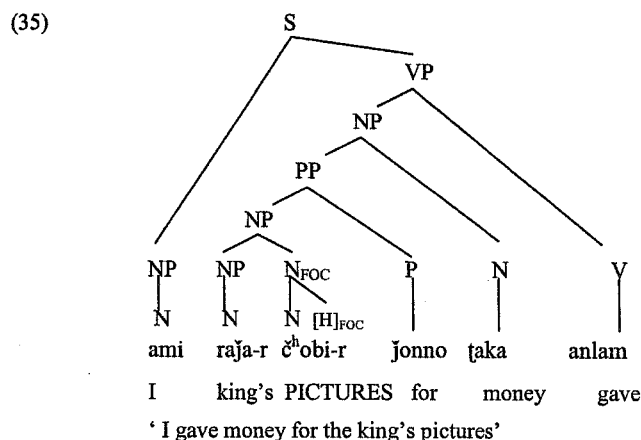 (35)
S
VP
NP
PP
NP
NP NP N_FOC P N V
N N N [H]_FOC
ami raǰa-r čʰobi-r ǰonno ʈaka anlam
I king's PICTURES for money gave
‘ I gave money for the king's pictures’